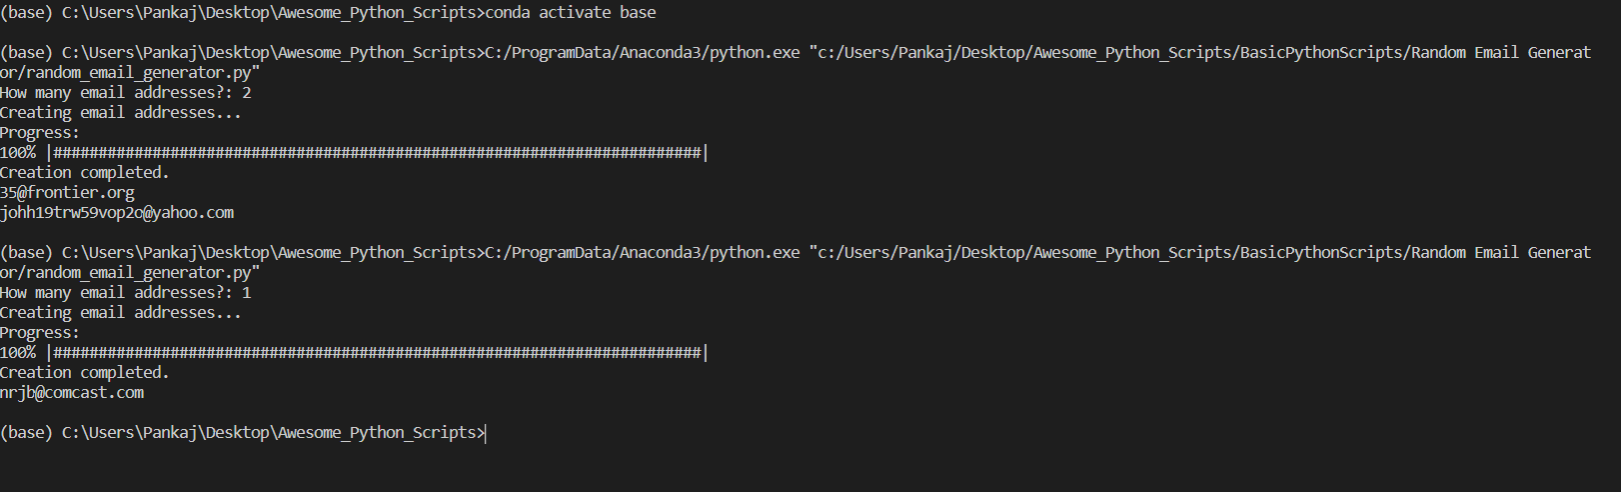 (base) C:\Users\Pankaj\Desktop\Awesome_Python_Scripts>conda activate base
(base) C:\Users\Pankaj\Desktop\Awesome_Python_Scripts>C:/ProgramData/Anaconda3/python.exe "c:/Users/Pankaj/Desktop/Awesome_Python_Scripts/BasicPythonScripts/Random Email Generat
or/random_email_generator.py"
How many email addresses?: 2
Creating email addresses...
Progress:
100% |########################################################################|
Creation completed.
35@frontier.org
johh19trw59vop2o@yahoo.com
(base) C:\Users\Pankaj\Desktop\Awesome_Python_Scripts>C:/ProgramData/Anaconda3/python.exe "c:/Users/Pankaj/Desktop/Awesome_Python_Scripts/BasicPythonScripts/Random Email Generat
or/random_email_generator.py"
How many email addresses?: 1
Creating email addresses...
Progress:
100% |########################################################################|
Creation completed.
nrjb@comcast.com
(base) C:\Users\Pankaj\Desktop\Awesome_Python_Scripts>